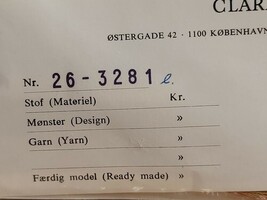 CLAR
ØSTERGADE 42 - 1100 KØBENHAVN
Nr. 26-3281 e.
Stof (Materiel) Kr.
Mønster (Design) »
Garn (Yarn) »
»
Færdig model (Ready made) »